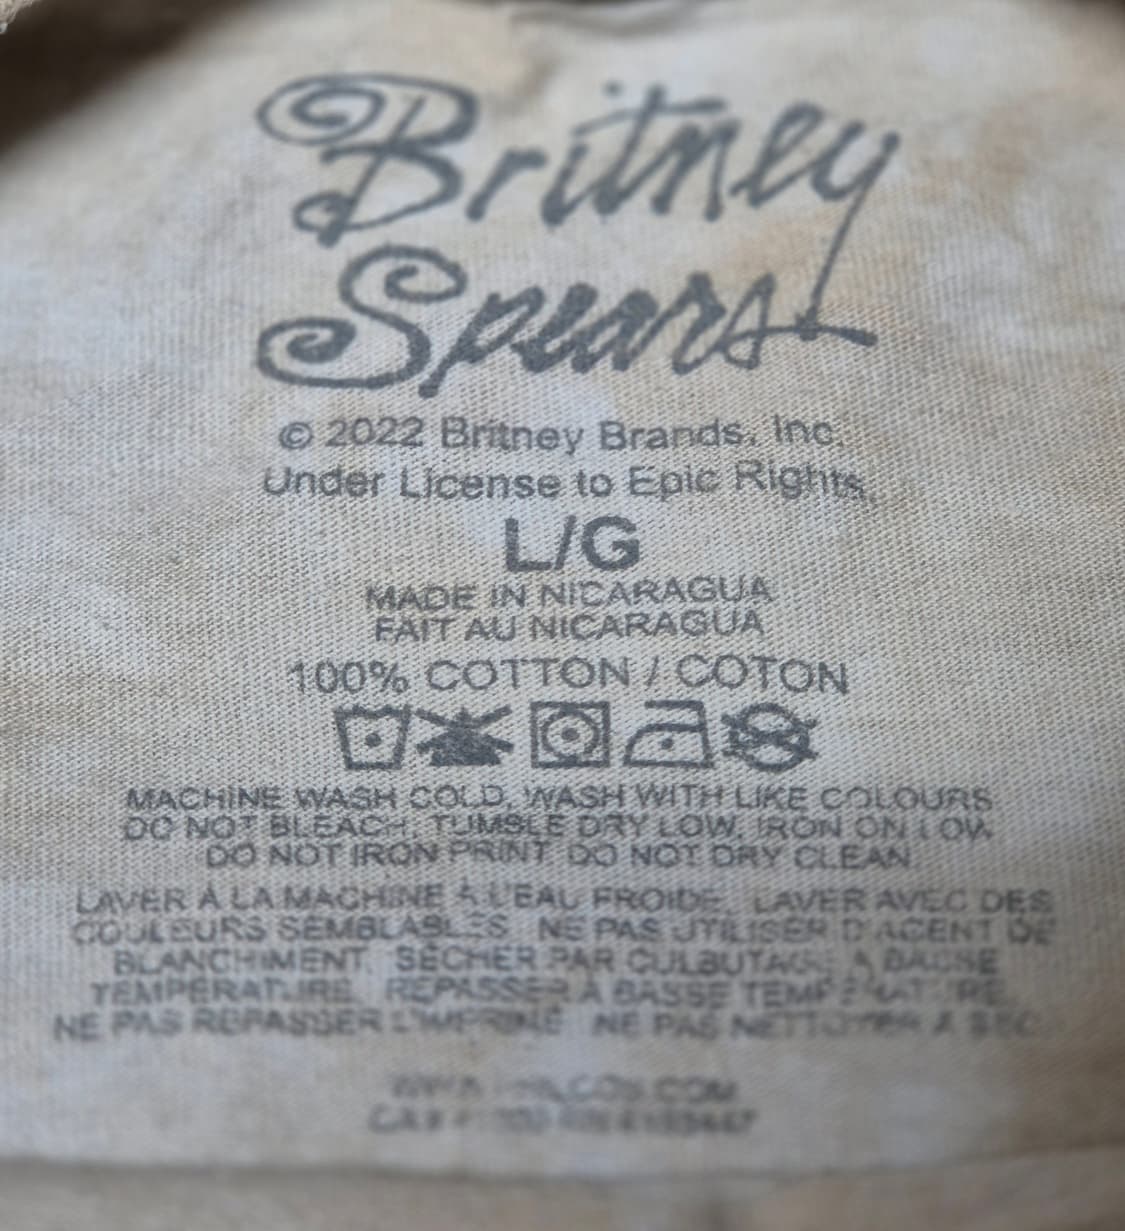 Britney
Spears
© 2022 Britney Brands, Inc.
Under License to Epic Rights.
L/G
MADE IN NICARAGUA
FAIT AU NICARAGUA
100% COTTON / COTON
MACHINE WASH COLD, WASH WITH LIKE COLOURS
DO NOT BLEACH, TUMBLE DRY LOW, IRON ON LOW
DO NOT IRON PRINT DO NOT DRY CLEAN
LAVER À LA MACHINE À L'EAU FROIDE, LAVER AVEC DES
COULEURS SEMBLABLES NE PAS UTILISER D'AGENT DE
BLANCHIMENT SÉCHER PAR CULBUTAGE À BASSE
TEMPÉRATURE REPASSER À BASSE TEMPÉRATURE
NE PAS REPASSER L'IMPRIMÉ NE PAS NETTOYER À SEC